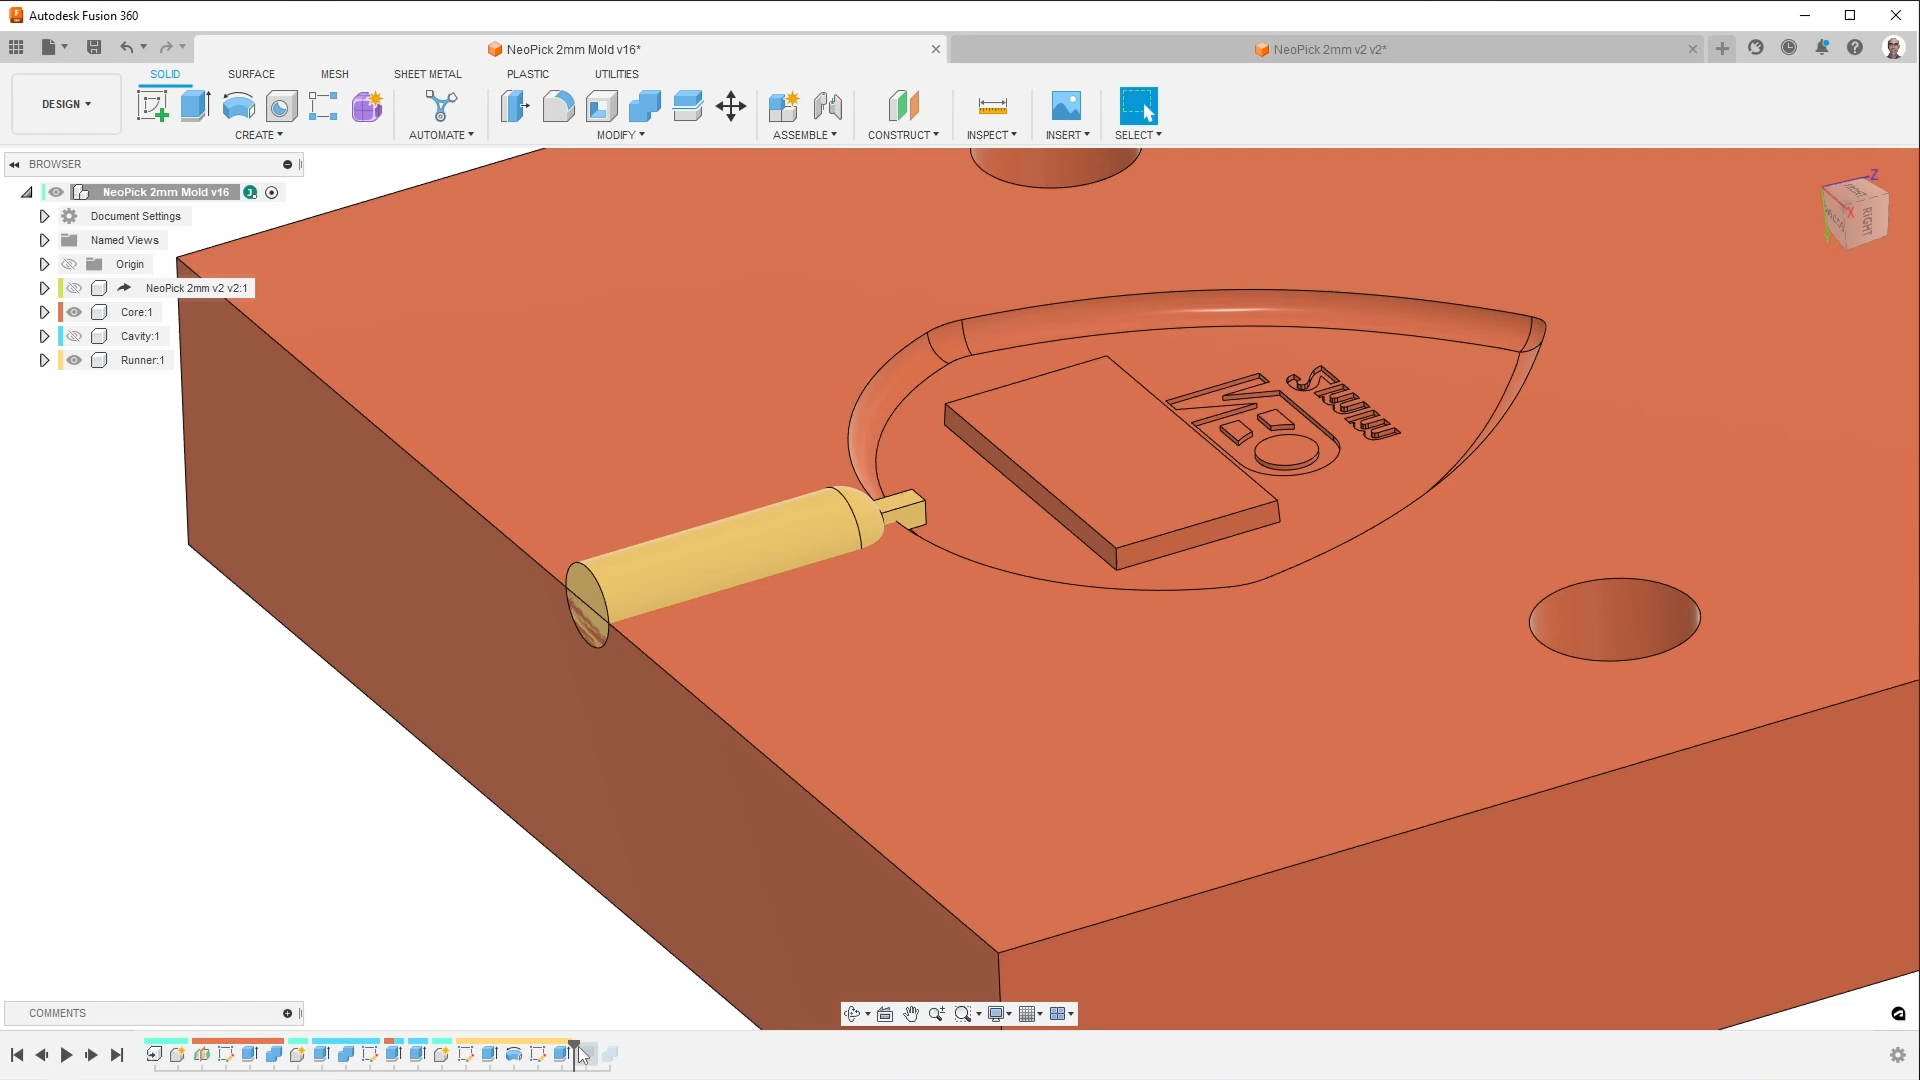 Autodesk Fusion 360
NeoPick 2mm Mold v16*
NeoPick 2mm v2 v2*
DESIGN
SOLID
SURFACE
MESH
SHEET METAL
PLASTIC
UTILITIES
CREATE
AUTOMATE
MODIFY
ASSEMBLE
CONSTRUCT
INSPECT
INSERT
SELECT
BROWSER
NeoPick 2mm Mold v16
Document Settings
Named Views
Origin
NeoPick 2mm v2 v2:1
Core:1
Cavity:1
Runner:1
Z
X
RIGHT
2mm
COMMENTS